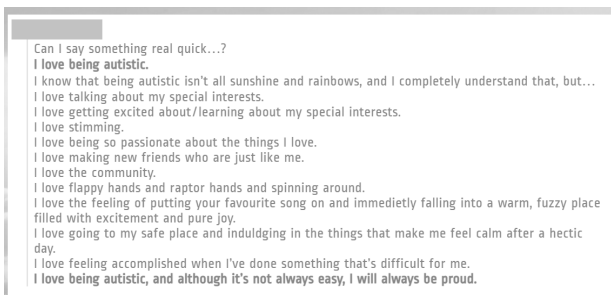 Can I say something real quick...?
I love being autistic.
I know that being autistic isn't all sunshine and rainbows, and I completely understand that, but...
I love talking about my special interests.
I love getting excited about/learning about my special interests.
I love stimming.
I love being so passionate about the things I love.
I love making new friends who are just like me.
I love the community.
I love flappy hands and raptor hands and spinning around.
I love the feeling of putting your favourite song on and immedietly falling into a warm, fuzzy place
filled with excitement and pure joy.
I love going to my safe place and induldging in the things that make me feel calm after a hectic
day.
I love feeling accomplished when I've done something that's difficult for me.
I love being autistic, and although it's not always easy, I will always be proud.